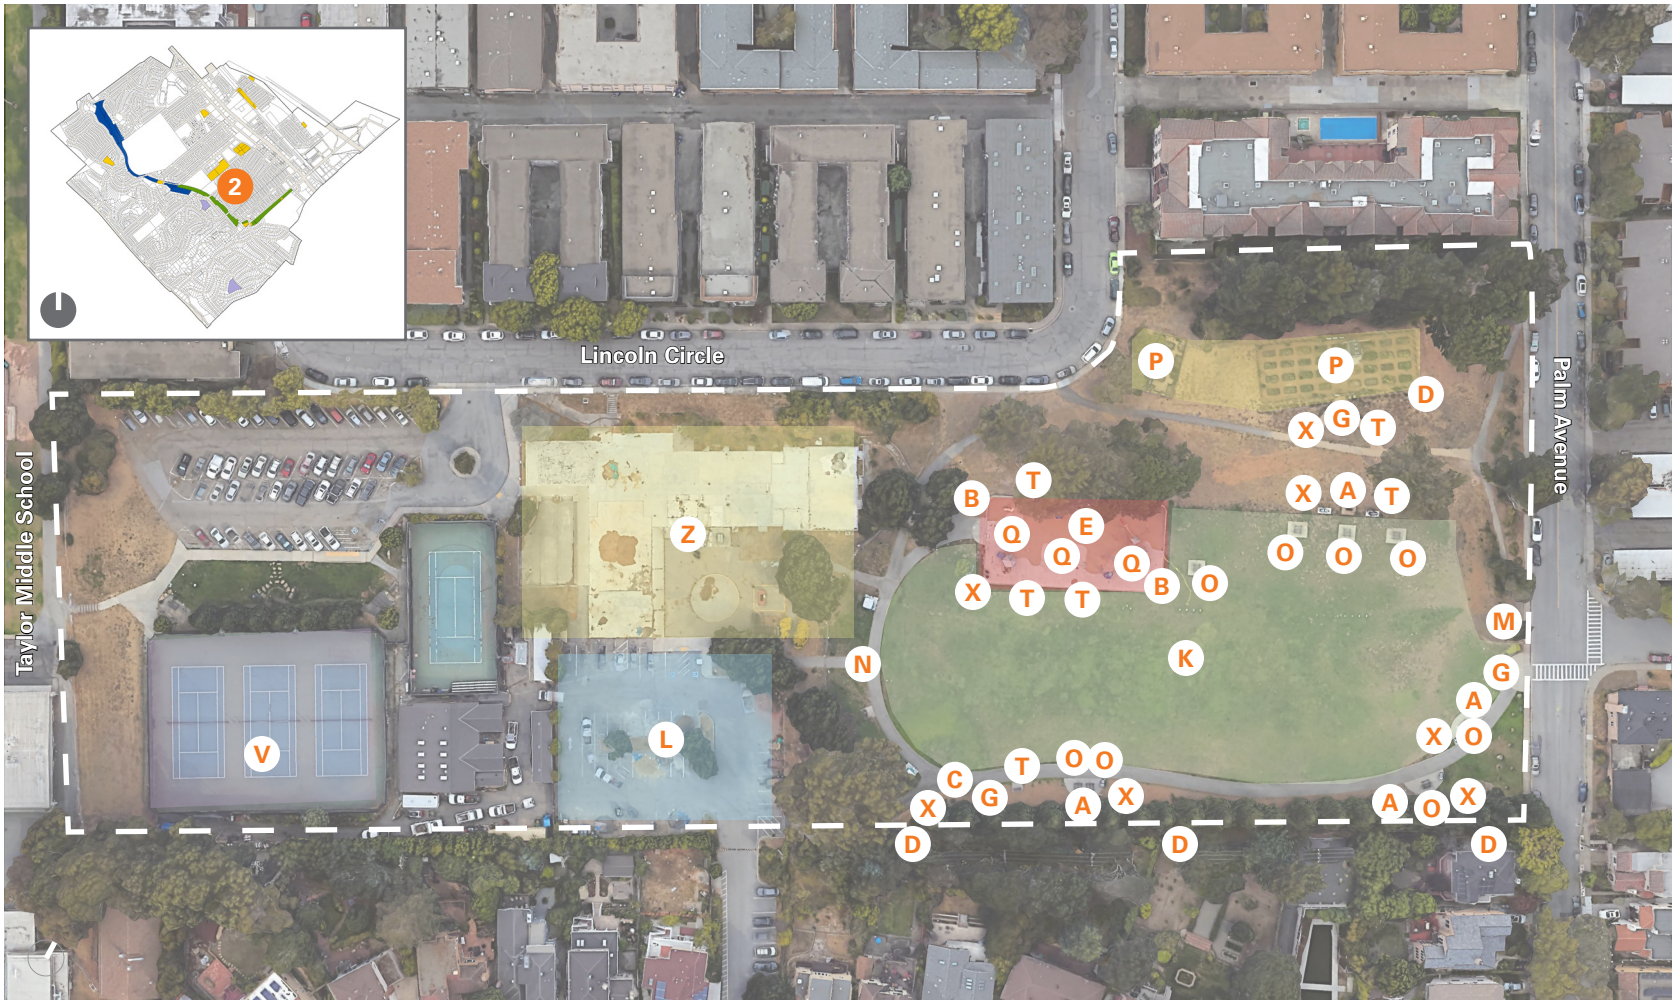 2
Lincoln Circle
Palm Avenue
Taylor Middle School
P
P
D
X G T
T
B
X A T
Q E
Q Q
Z
O O O
B O
X T T
M
N
K
G
A
L
X O
V
T O O
C
G
X
A
X
A O X
D
D
D